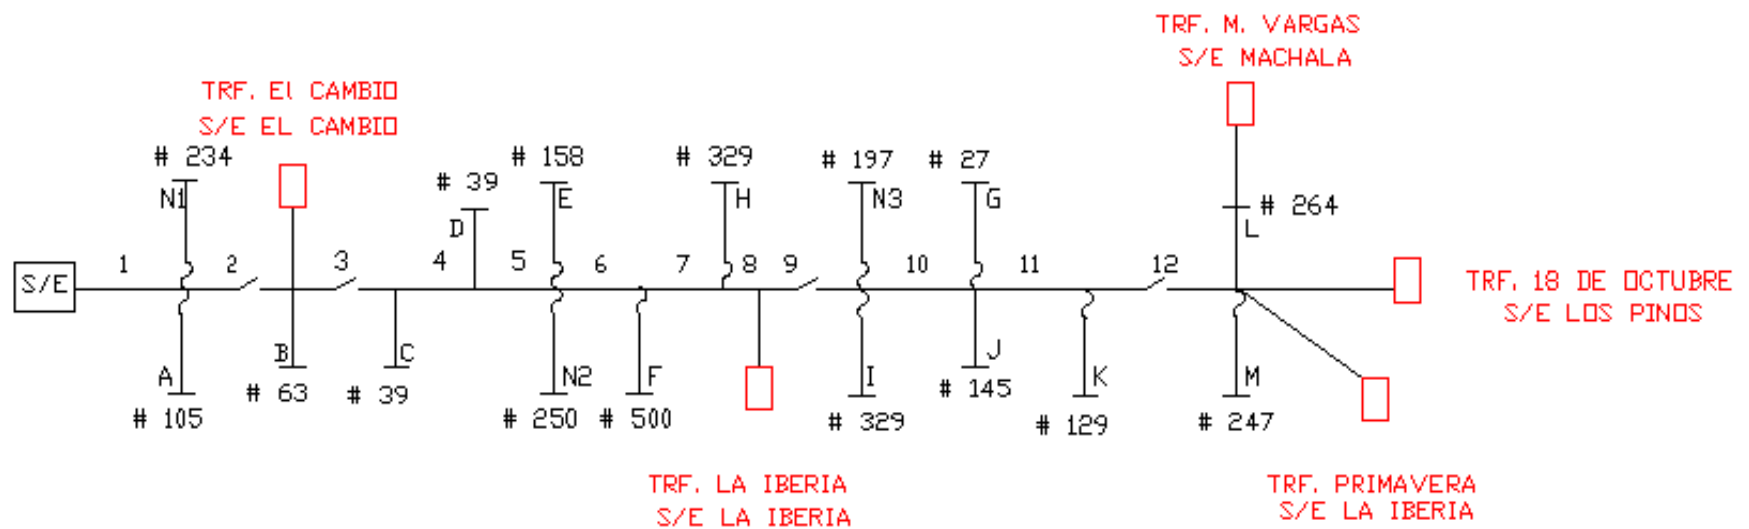 TRF. M. VARGAS
S/E MACHALA
TRF. El CAMBIO
S/E EL CAMBIO
# 234
# 158
# 329
# 197
# 27
# 39
N1
E
H
N3
G
# 264
D
L
1
2
3
4
5
6
7
8
9
10
11
12
S/E
TRF. 18 DE OCTUBRE
S/E LOS PINOS
A
B
C
N2
F
I
J
K
M
# 105
# 63
# 39
# 250
# 500
# 329
# 145
# 129
# 247
TRF. LA IBERIA
S/E LA IBERIA
TRF. PRIMAVERA
S/E LA IBERIA